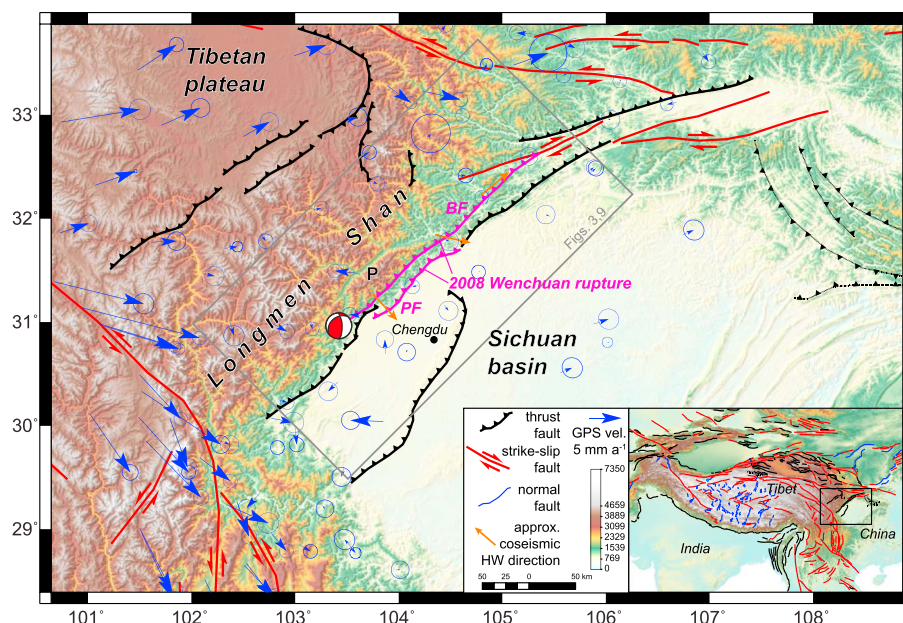 Tibetan
plateau
33°
32°
31°
30°
29°
Longmen Shan
P
BF
PF
2008 Wenchuan rupture
Figs. 3,9
Chengdu
Sichuan
basin
thrust
fault
strike-slip
fault
normal
fault
approx.
coseismic
HW direction
50 25 0 50 km
GPS vel.
5 mm a⁻¹
7350
4659
3889
3099
2329
1539
769
0
Tibet
India
China
101° 102° 103° 104° 105° 106° 107° 108°